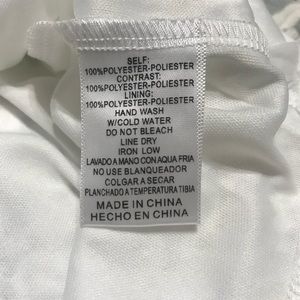 SELF:
100%POLYESTER-POLIESTER
CONTRAST:
100%POLYESTER-POLIESTER
LINING:
100%POLYESTER-POLIESTER
HAND WASH
W/COLD WATER
DO NOT BLEACH
LINE DRY
IRON LOW
LAVADO A MANO CON AQUA FRIA
NO USE BLANQUEADOR
COLGAR A SECAR
PLANCHADO A TEMPERATURA TIBIA
MADE IN CHINA
HECHO EN CHINA